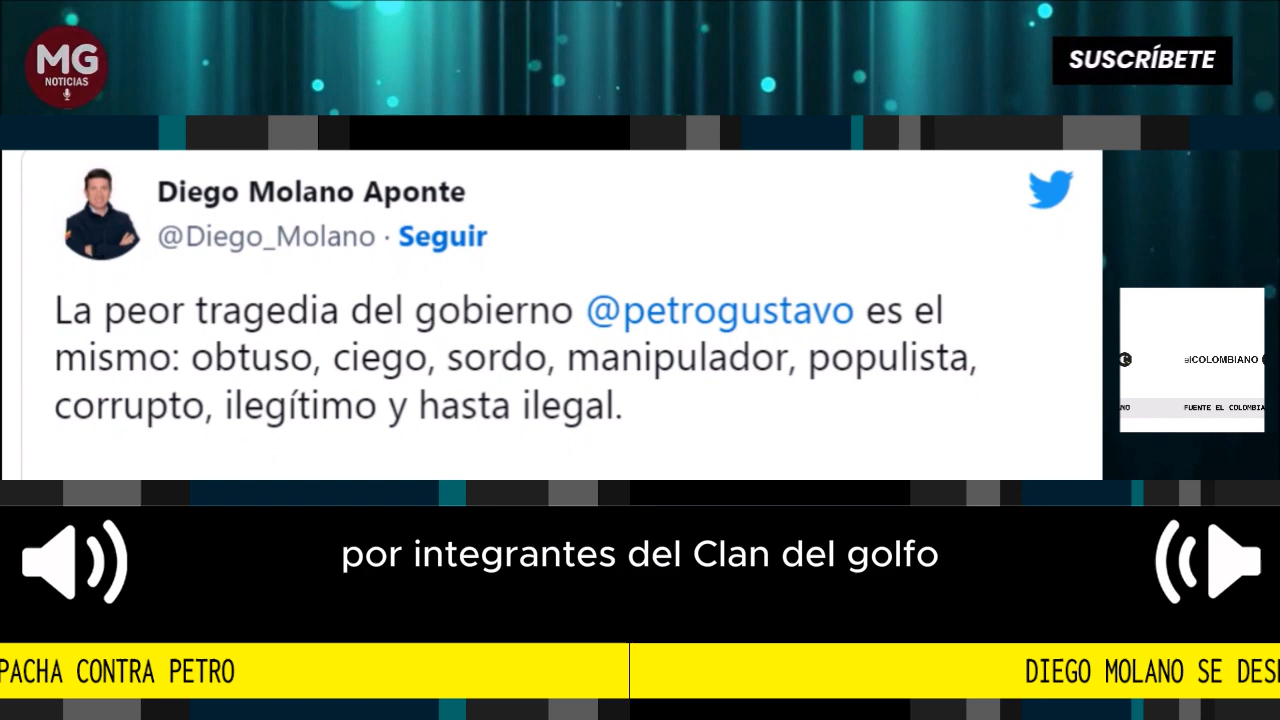 MG
NOTICIAS
SUSCRÍBETE
Diego Molano Aponte
@Diego_Molano · Seguir
La peor tragedia del gobierno @petrogustavo es el
mismo: obtuso, ciego, sordo, manipulador, populista,
corrupto, ilegítimo y hasta ilegal.
elCOLOMBIANO
NO
FUENTE EL COLOMBIA
por integrantes del Clan del golfo
PACHA CONTRA PETRO
DIEGO MOLANO SE DES